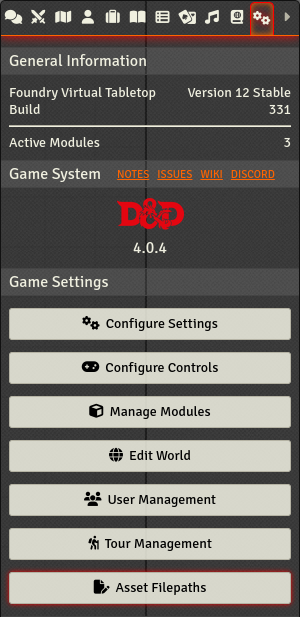 General Information
Foundry Virtual Tabletop Version 12 Stable
Build 331
Active Modules 3
Game System NOTES ISSUES WIKI DISCORD
D&D
4.0.4
Game Settings
Configure Settings
Configure Controls
Manage Modules
Edit World
User Management
Tour Management
Asset Filepaths